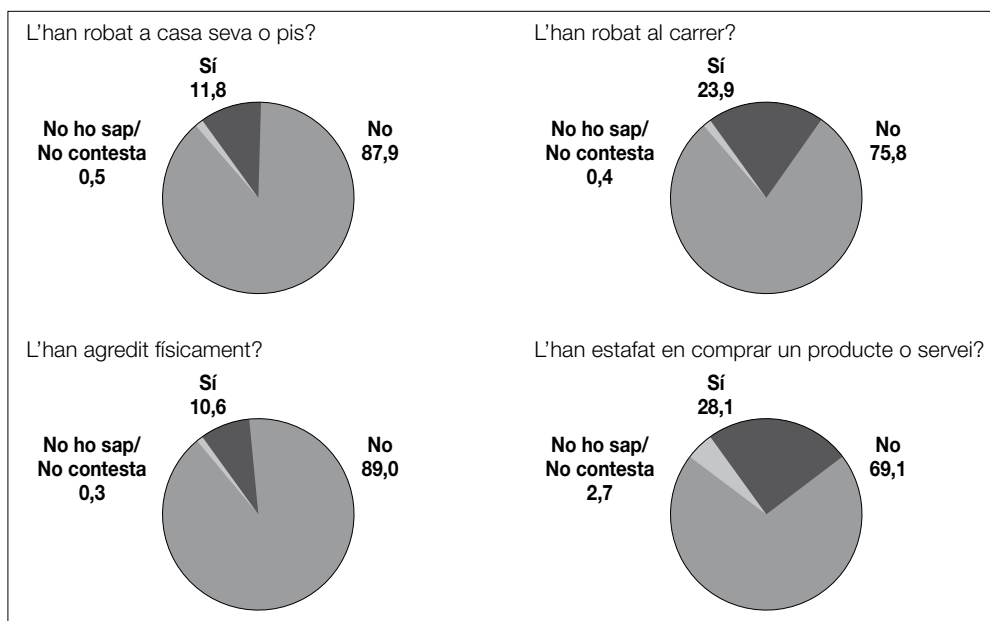 L’han robat a casa seva o pis?
Sí
11,8
No ho sap/
No contesta
0,5
No
87,9
L’han robat al carrer?
Sí
23,9
No ho sap/
No contesta
0,4
No
75,8
L’han agredit físicament?
Sí
10,6
No ho sap/
No contesta
0,3
No
89,0
L’han estafat en comprar un producte o servei?
Sí
28,1
No ho sap/
No contesta
2,7
No
69,1